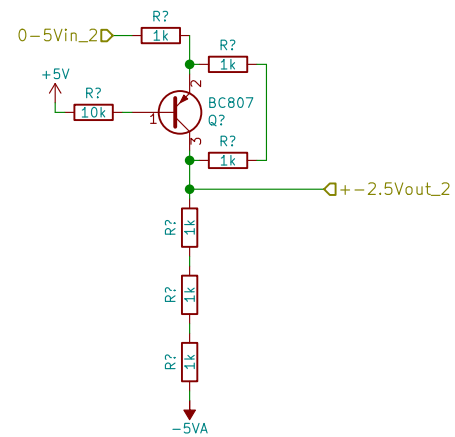 R?
0-5Vin_2
1k
R?
1k
+5V
2
R?
BC807
10k
1
Q?
3
R?
1k
+-2.5Vout_2
R?
1k
R?
1k
R?
1k
-5VA